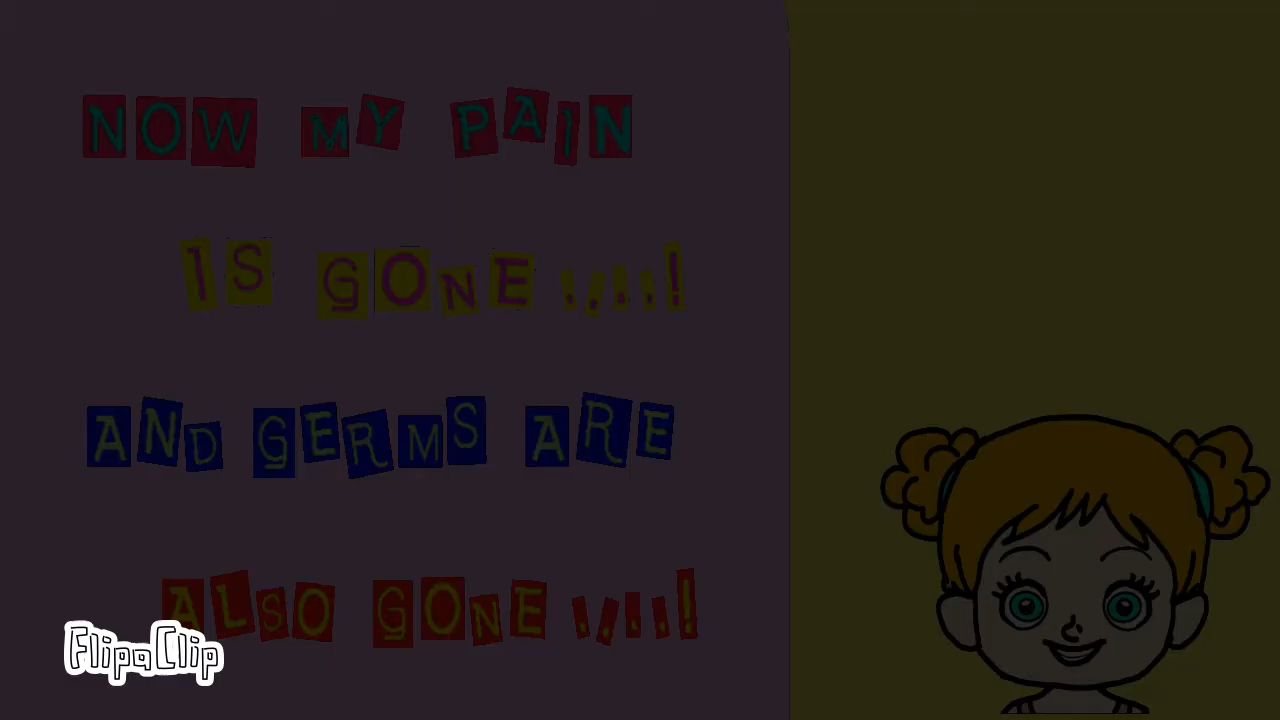 NOW MY PAIN
IS GONE !,!!!
AND GERMS ARE
ALSO GONE !,!!!
FlipaClip